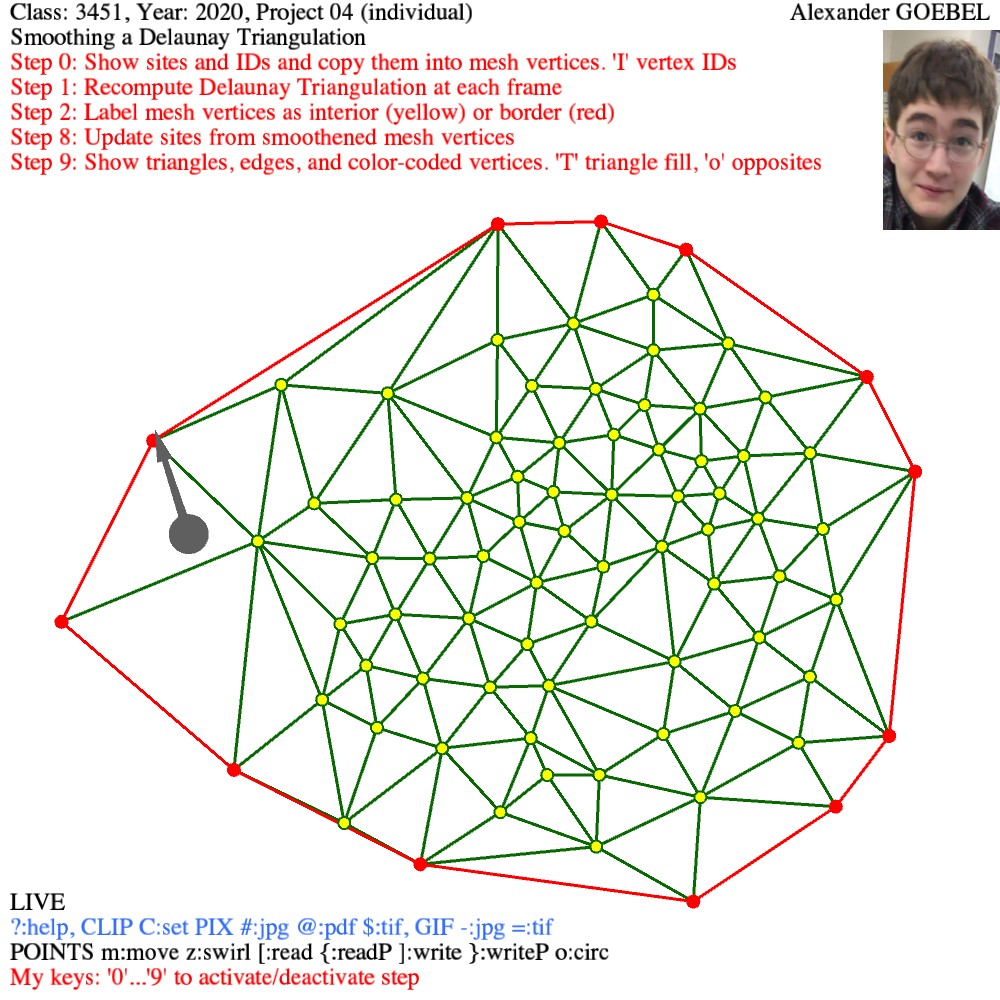 Class: 3451, Year: 2020, Project 04 (individual)
Alexander GOEBEL
Smoothing a Delaunay Triangulation
Step 0: Show sites and IDs and copy them into mesh vertices. 'I' vertex IDs
Step 1: Recompute Delaunay Triangulation at each frame
Step 2: Label mesh vertices as interior (yellow) or border (red)
Step 8: Update sites from smoothened mesh vertices
Step 9: Show triangles, edges, and color-coded vertices. 'T' triangle fill, 'o' opposites
LIVE
?:help, CLIP C:set PIX #:jpg @:pdf $:tif, GIF -:jpg =:tif
POINTS m:move z:swirl [:read {:readP ]:write }:writeP o:circ
My keys: '0'...'9' to activate/deactivate step